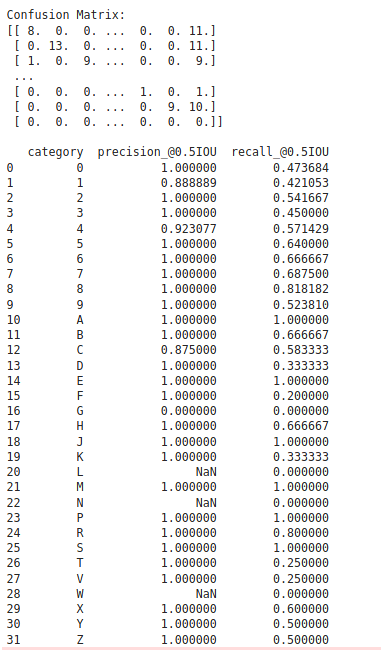 Confusion Matrix:
[[ 8. 0. 0. ... 0. 0. 11.]
[ 0. 13. 0. ... 0. 0. 11.]
[ 1. 0. 9. ... 0. 0. 9.]
...
[ 0. 0. 0. ... 1. 0. 1.]
[ 0. 0. 0. ... 0. 9. 10.]
[ 0. 0. 0. ... 0. 0. 0.]]
category precision_@0.5IOU recall_@0.5IOU
0 0 1.000000 0.473684
1 1 0.888889 0.421053
2 2 1.000000 0.541667
3 3 1.000000 0.450000
4 4 0.923077 0.571429
5 5 1.000000 0.640000
6 6 1.000000 0.666667
7 7 1.000000 0.687500
8 8 1.000000 0.818182
9 9 1.000000 0.523810
10 A 1.000000 1.000000
11 B 1.000000 0.666667
12 C 0.875000 0.583333
13 D 1.000000 0.333333
14 E 1.000000 1.000000
15 F 1.000000 0.200000
16 G 0.000000 0.000000
17 H 1.000000 0.666667
18 J 1.000000 1.000000
19 K 1.000000 0.333333
20 L NaN 0.000000
21 M 1.000000 1.000000
22 N NaN 0.000000
23 P 1.000000 1.000000
24 R 1.000000 0.800000
25 S 1.000000 1.000000
26 T 1.000000 0.250000
27 V 1.000000 0.250000
28 W NaN 0.000000
29 X 1.000000 0.600000
30 Y 1.000000 0.500000
31 Z 1.000000 0.500000